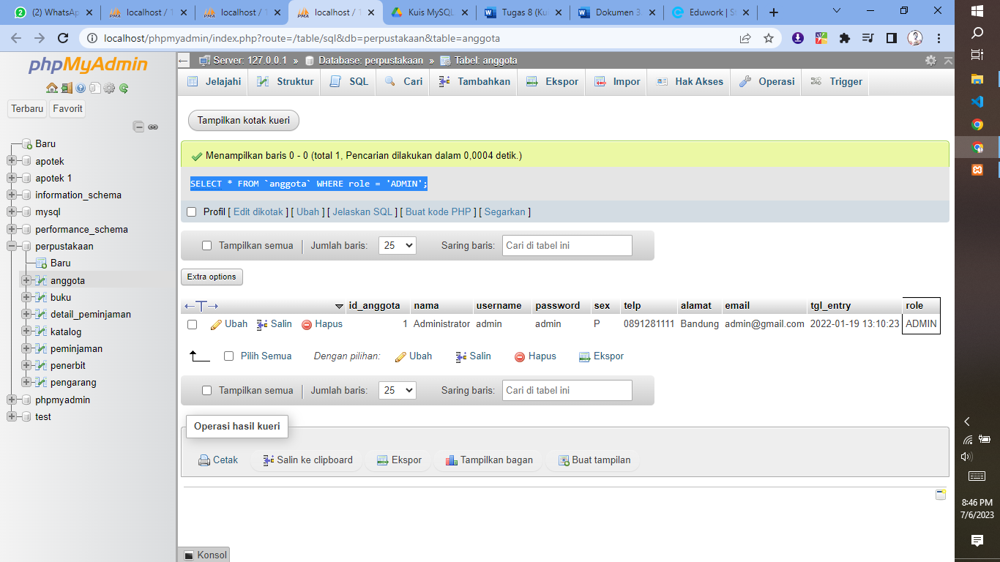 (2) WhatsAp
localhost / 1
localhost / 1
localhost / 1
Kuis MySQL
Tugas 8 (Kui
Dokumen 3.
Eduwork | St
localhost/phpmyadmin/index.php?route=/table/sql&db=perpustakaan&table=anggota
phpMyAdmin
Terbaru
Favorit
Baru
apotek
apotek 1
information_schema
mysql
performance_schema
perpustakaan
Baru
anggota
buku
detail_peminjaman
katalog
peminjaman
penerbit
pengarang
phpmyadmin
test
Server: 127.0.0.1 » Database: perpustakaan » Tabel: anggota
Jelajahi Struktur SQL Cari Tambahkan Ekspor Impor Hak Akses Operasi Trigger
Tampilkan kotak kueri
Menampilkan baris 0 - 0 (total 1, Pencarian dilakukan dalam 0,0004 detik.)
SELECT * FROM `anggota` WHERE role = 'ADMIN';
Profil [ Edit dikotak ] [ Ubah ] [ Jelaskan SQL ] [ Buat kode PHP ] [ Segarkan ]
Tampilkan semua Jumlah baris: 25 Saring baris: Cari di tabel ini
Extra options
id_anggota nama username password sex telp alamat email tgl_entry role
Ubah Salin Hapus 1 Administrator admin admin P 0891281111 Bandung admin@gmail.com 2022-01-19 13:10:23 ADMIN
Pilih Semua Dengan pilihan: Ubah Salin Hapus Ekspor
Tampilkan semua Jumlah baris: 25 Saring baris: Cari di tabel ini
Operasi hasil kueri
Cetak Salin ke clipboard Ekspor Tampilkan bagan Buat tampilan
Konsol
8:46 PM
7/6/2023